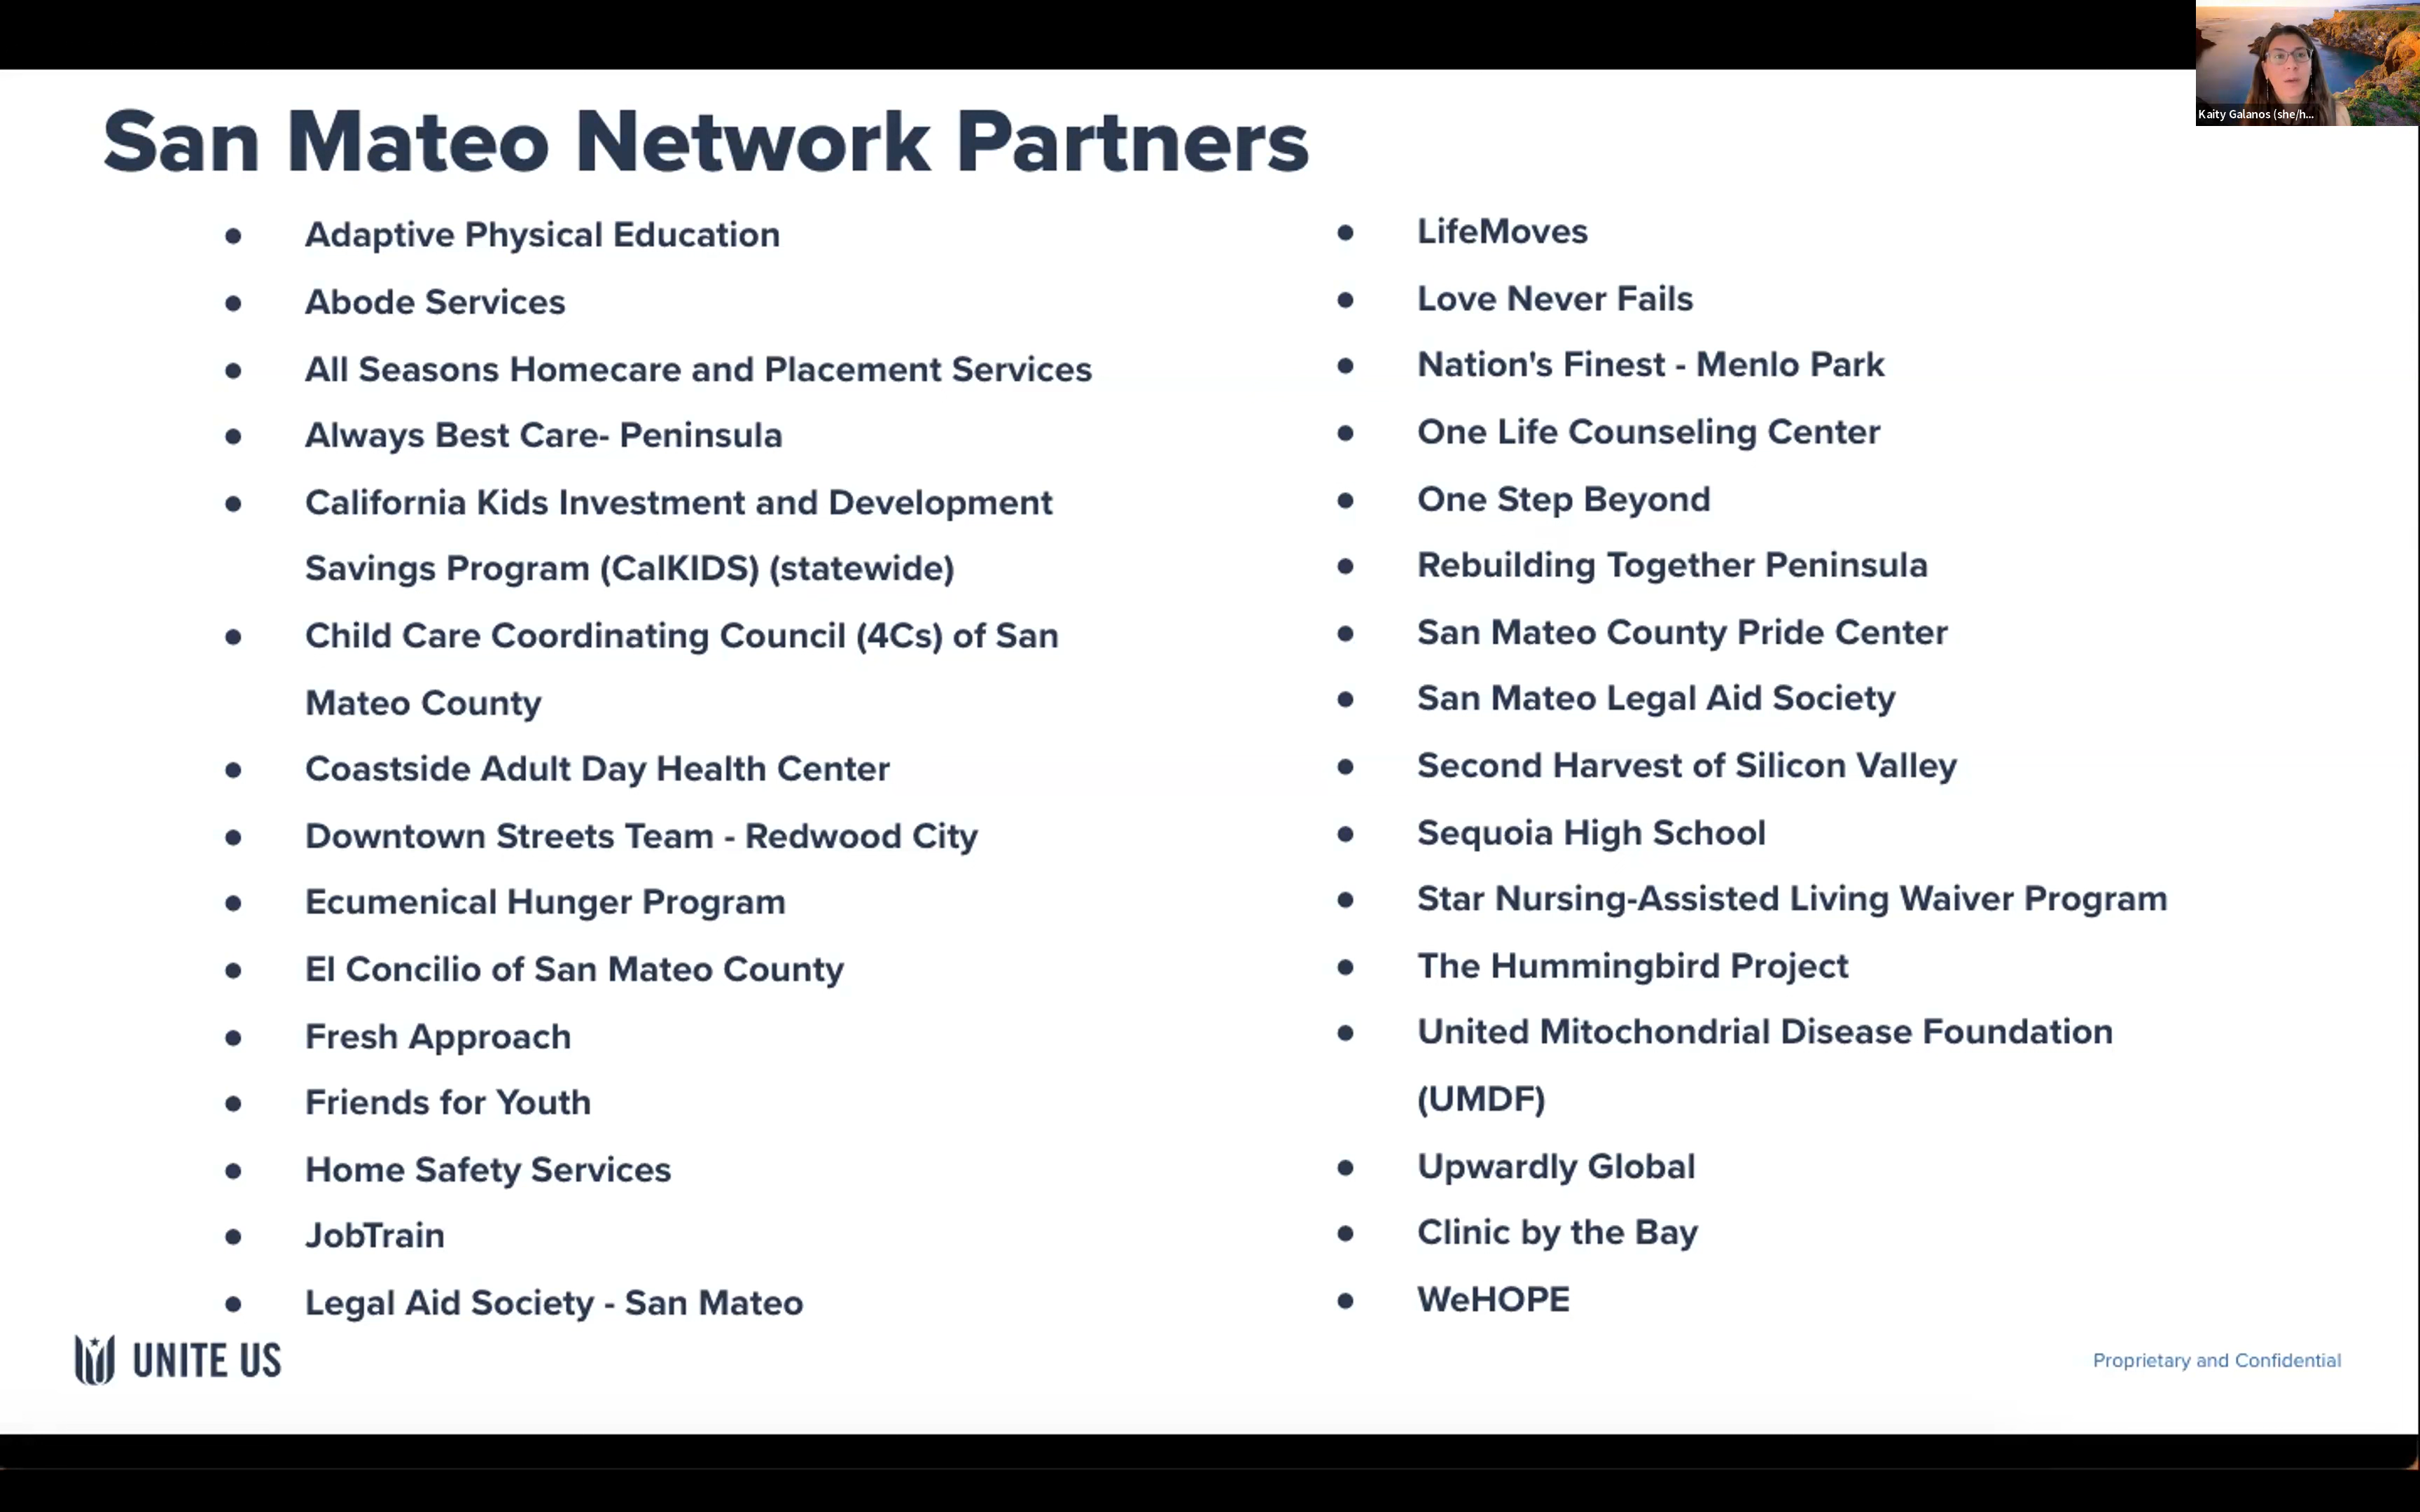 San Mateo Network Partners
● Adaptive Physical Education
● Abode Services
● All Seasons Homecare and Placement Services
● Always Best Care- Peninsula
● California Kids Investment and Development
Savings Program (CalKIDS) (statewide)
● Child Care Coordinating Council (4Cs) of San
Mateo County
● Coastside Adult Day Health Center
● Downtown Streets Team - Redwood City
● Ecumenical Hunger Program
● El Concilio of San Mateo County
● Fresh Approach
● Friends for Youth
● Home Safety Services
● JobTrain
● Legal Aid Society - San Mateo
● LifeMoves
● Love Never Fails
● Nation's Finest - Menlo Park
● One Life Counseling Center
● One Step Beyond
● Rebuilding Together Peninsula
● San Mateo County Pride Center
● San Mateo Legal Aid Society
● Second Harvest of Silicon Valley
● Sequoia High School
● Star Nursing-Assisted Living Waiver Program
● The Hummingbird Project
● United Mitochondrial Disease Foundation
(UMDF)
● Upwardly Global
● Clinic by the Bay
● WeHOPE
UNITE US
Proprietary and Confidential
Kaity Galanos (she/h...